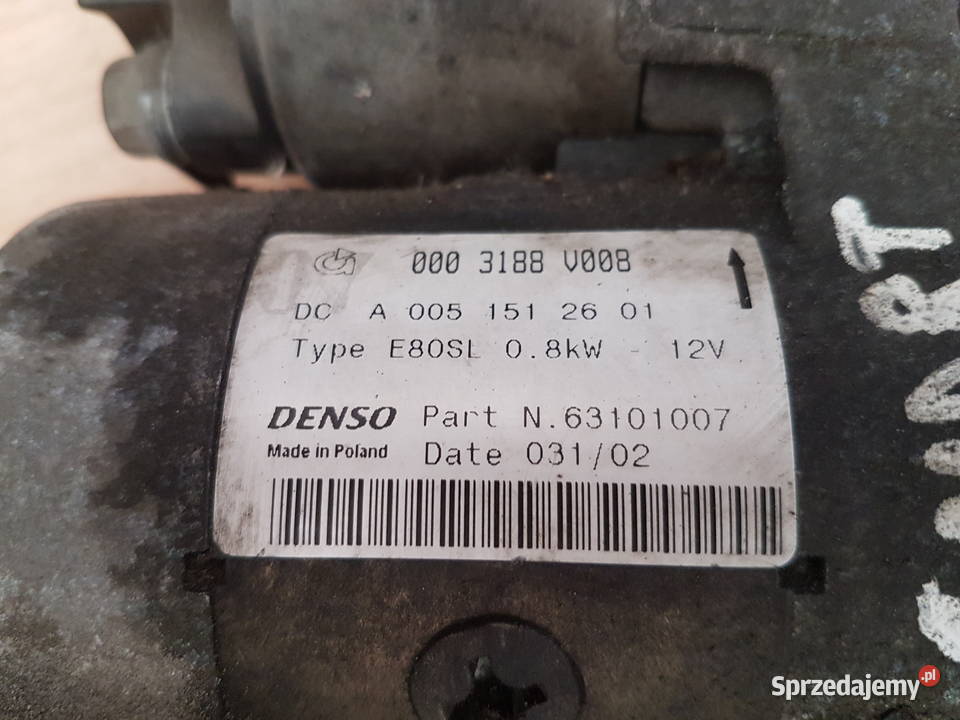 000 3188 V008
DC A 005 151 26 01
Type E80SL 0.8kW - 12V
DENSO Part N.63101007
Made in Poland Date 031/02
Sprzedajemy.pl